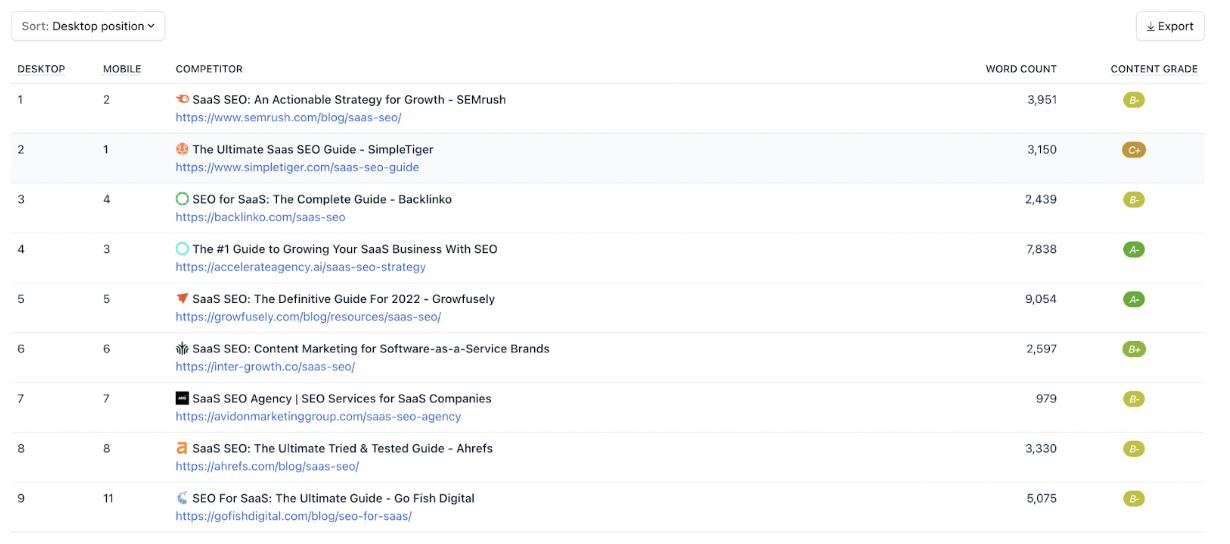 Sort: Desktop position
Export
DESKTOP MOBILE COMPETITOR WORD COUNT CONTENT GRADE
1 2 SaaS SEO: An Actionable Strategy for Growth - SEMrush 3,951 B-
https://www.semrush.com/blog/saas-seo/
2 1 The Ultimate Saas SEO Guide - SimpleTiger 3,150 C+
https://www.simpletiger.com/saas-seo-guide
3 4 SEO for SaaS: The Complete Guide - Backlinko 2,439 B-
https://backlinko.com/saas-seo
4 3 The #1 Guide to Growing Your SaaS Business With SEO 7,838 A-
https://accelerateagency.ai/saas-seo-strategy
5 5 SaaS SEO: The Definitive Guide For 2022 - Growfusely 9,054 A-
https://growfusely.com/blog/resources/saas-seo/
6 6 SaaS SEO: Content Marketing for Software-as-a-Service Brands 2,597 B+
https://inter-growth.co/saas-seo/
7 7 SaaS SEO Agency | SEO Services for SaaS Companies 979 B-
https://avidonmarketinggroup.com/saas-seo-agency
8 8 SaaS SEO: The Ultimate Tried & Tested Guide - Ahrefs 3,330 B-
https://ahrefs.com/blog/saas-seo/
9 11 SEO For SaaS: The Ultimate Guide - Go Fish Digital 5,075 B-
https://gofishdigital.com/blog/seo-for-saas/